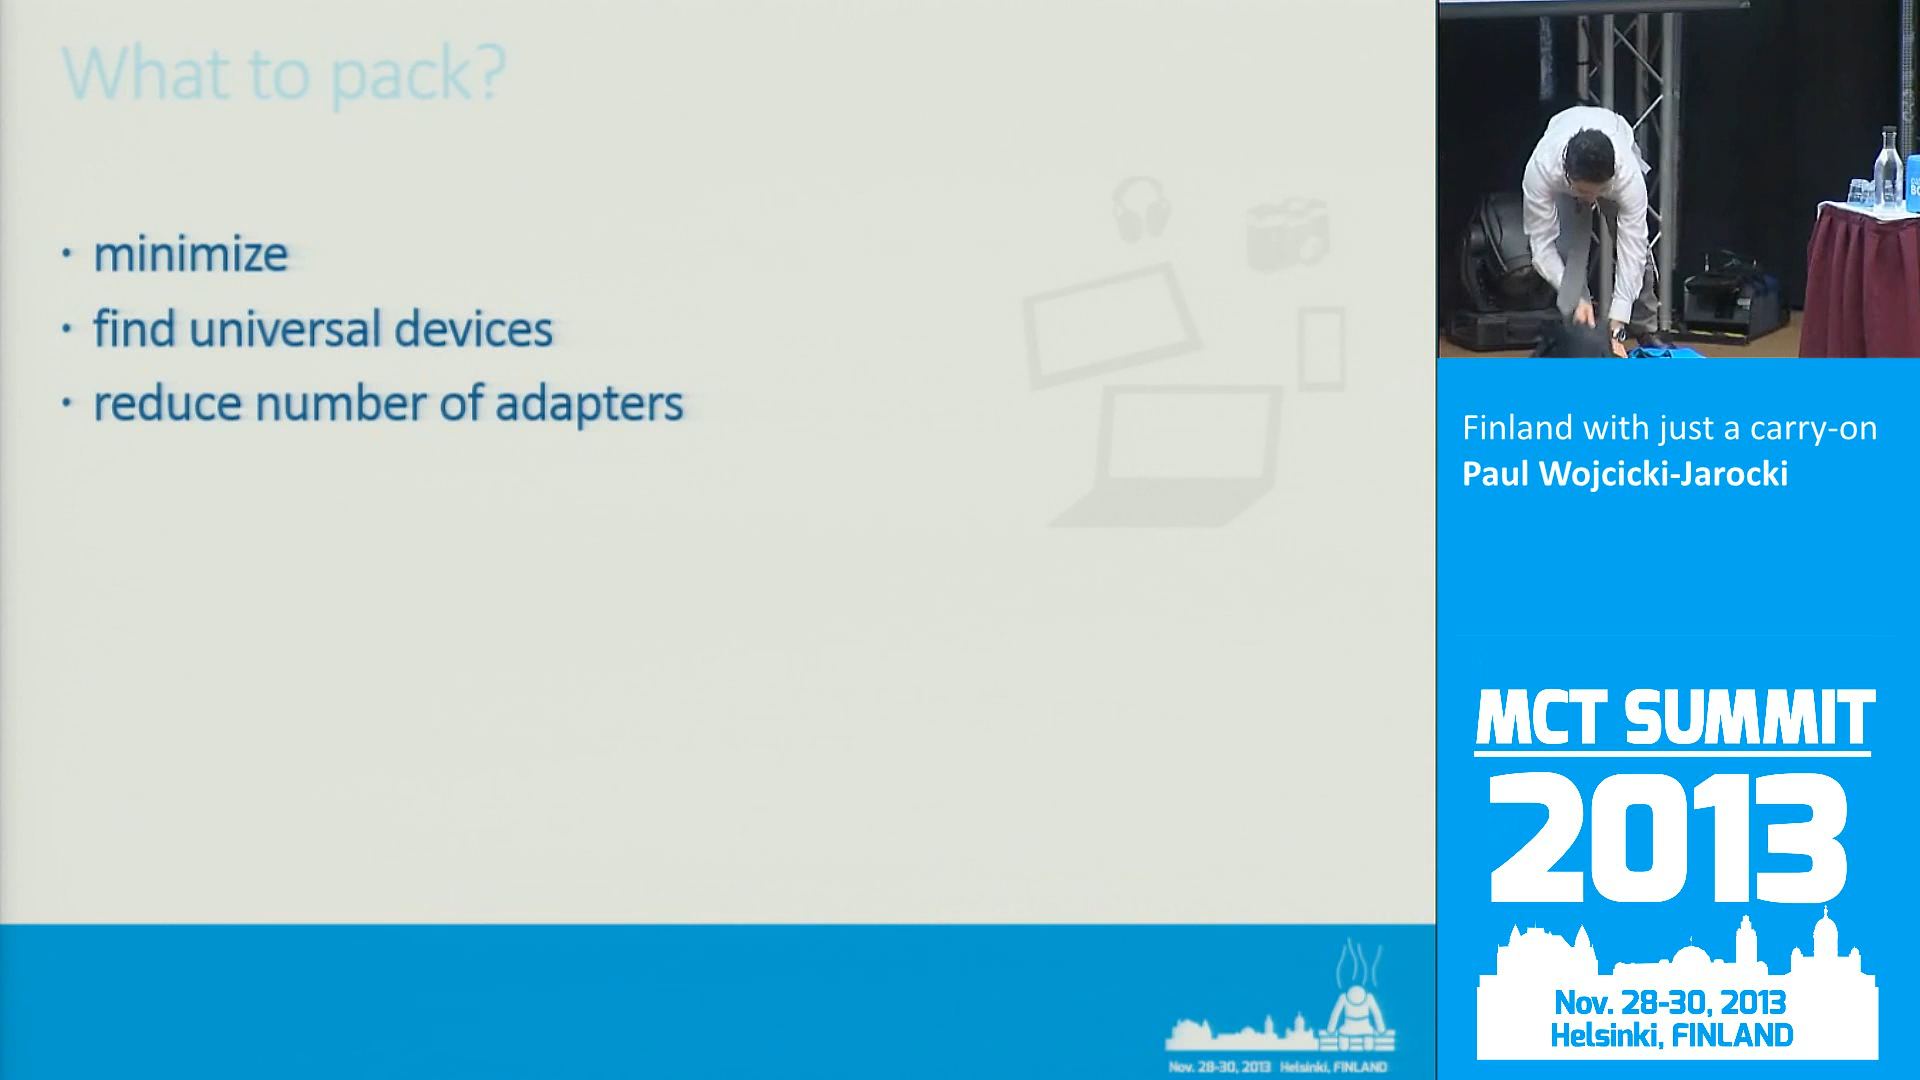 What to pack?
· minimize
· find universal devices
· reduce number of adapters
Nov. 28-30, 2013 Helsinki, FINLAND
Finland with just a carry-on
Paul Wojcicki-Jarocki
MCT SUMMIT
2013
Nov. 28-30, 2013
Helsinki, FINLAND